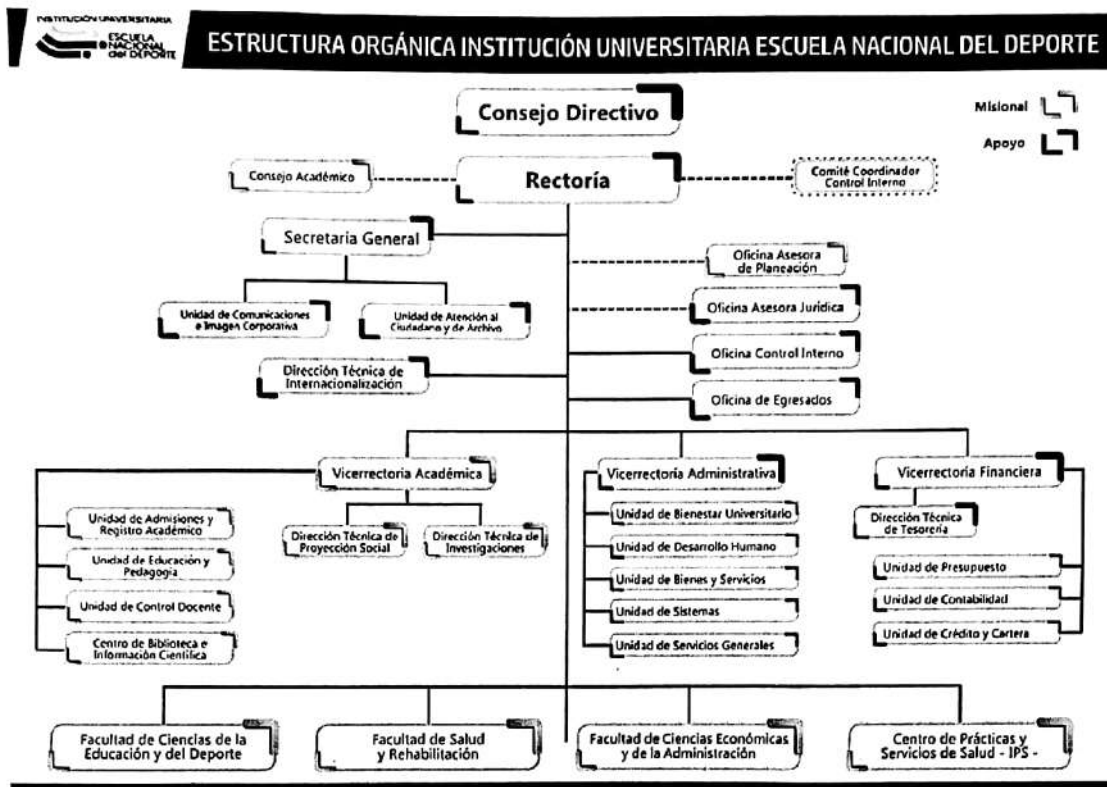 INSTITUCIÓN UNIVERSITARIA
ESCUELA
NACIONAL
del DEPORTE
ESTRUCTURA ORGÁNICA INSTITUCIÓN UNIVERSITARIA ESCUELA NACIONAL DEL DEPORTE
Consejo Directivo
Misional
Apoyo
Consejo Académico
Rectoría
Comité Coordinador
Control Interno
Secretaria General
Oficina Asesora
de Planeación
Unidad de Comunicaciones
e Imagen Corporativa
Unidad de Atención al
Ciudadano y de Archivo
Oficina Asesora Jurídica
Dirección Técnica de
Internacionalización
Oficina Control Interno
Oficina de Egresados
Vicerrectoria Académica
Vicerrectoría Administrativa
Vicerrectoría Financiera
Unidad de Admisiones y
Registro Académico
Unidad de Educación y
Pedagogía
Unidad de Control Docente
Centro de Biblioteca e
Información Científica
Dirección Técnica de
Proyección Social
Dirección Técnica de
Investigaciones
Unidad de Bienestar Universitario
Unidad de Desarrollo Humano
Unidad de Bienes y Servicios
Unidad de Sistemas
Unidad de Servicios Generales
Dirección Técnica
de Tesorería
Unidad de Presupuesto
Unidad de Contabilidad
Unidad de Crédito y Cartera
Facultad de Ciencias de la
Educación y del Deporte
Facultad de Salud
y Rehabilitación
Facultad de Ciencias Económicas
y de la Administración
Centro de Prácticas y
Servicios de Salud - IPS -